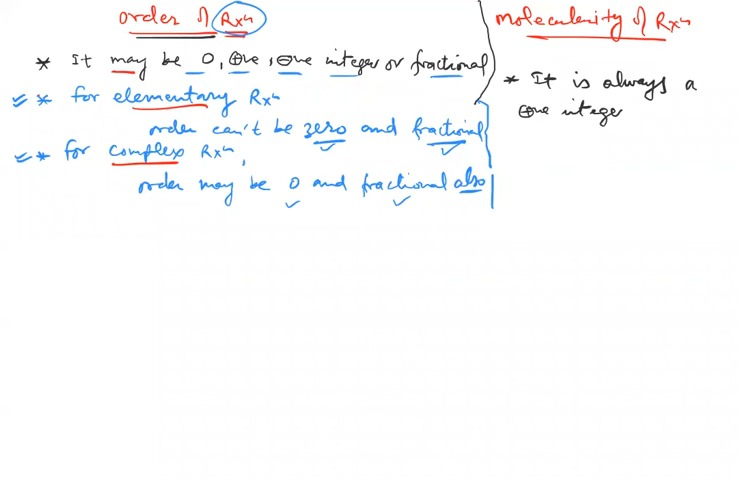 order of Rxn
* It may be 0, ⊕ve, ⊖ve integer or fractional
* for elementary Rxn
order can't be zero and fractional
* for complex Rxn,
order may be 0 and fractional also
molecularity of Rxn
* It is always a
⊕ve integer